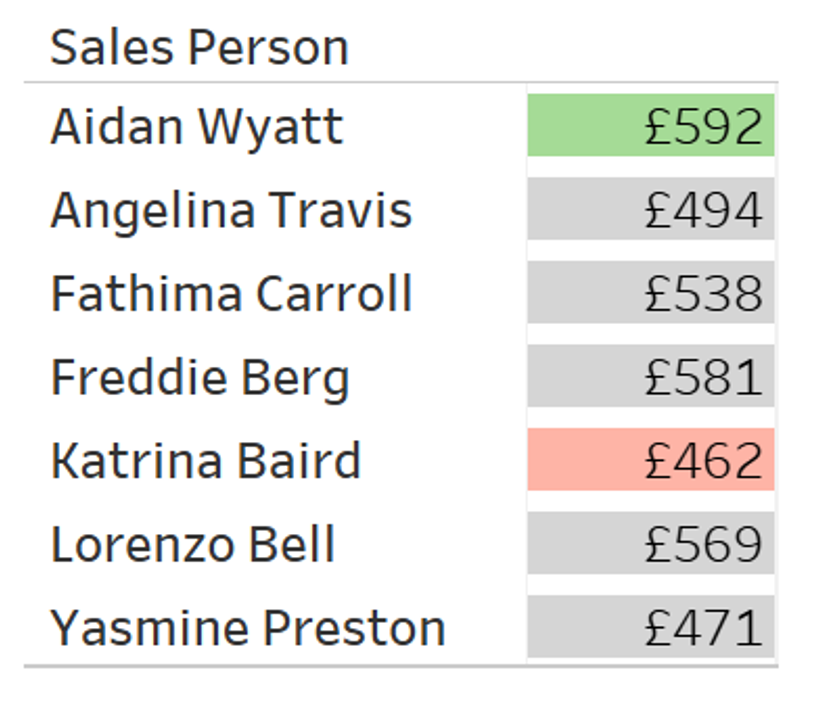 Sales Person
Aidan Wyatt £592
Angelina Travis £494
Fathima Carroll £538
Freddie Berg £581
Katrina Baird £462
Lorenzo Bell £569
Yasmine Preston £471